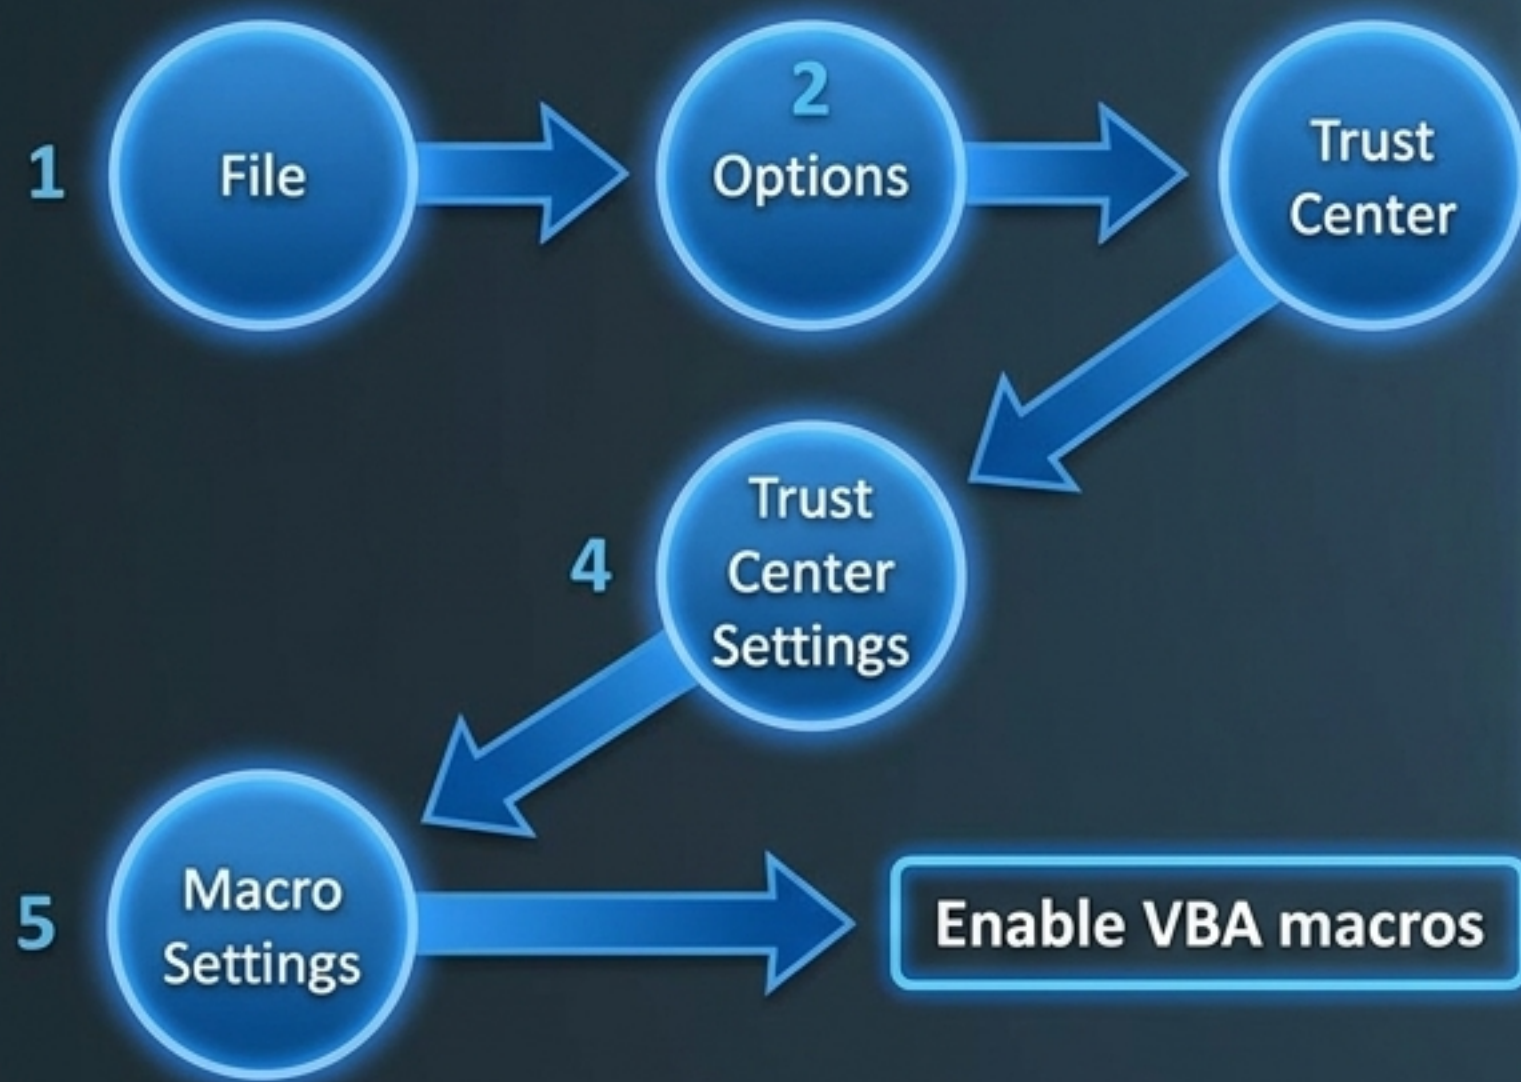 1
File
2
Options
Trust
Center
4
Trust
Center
Settings
5
Macro
Settings
Enable VBA macros